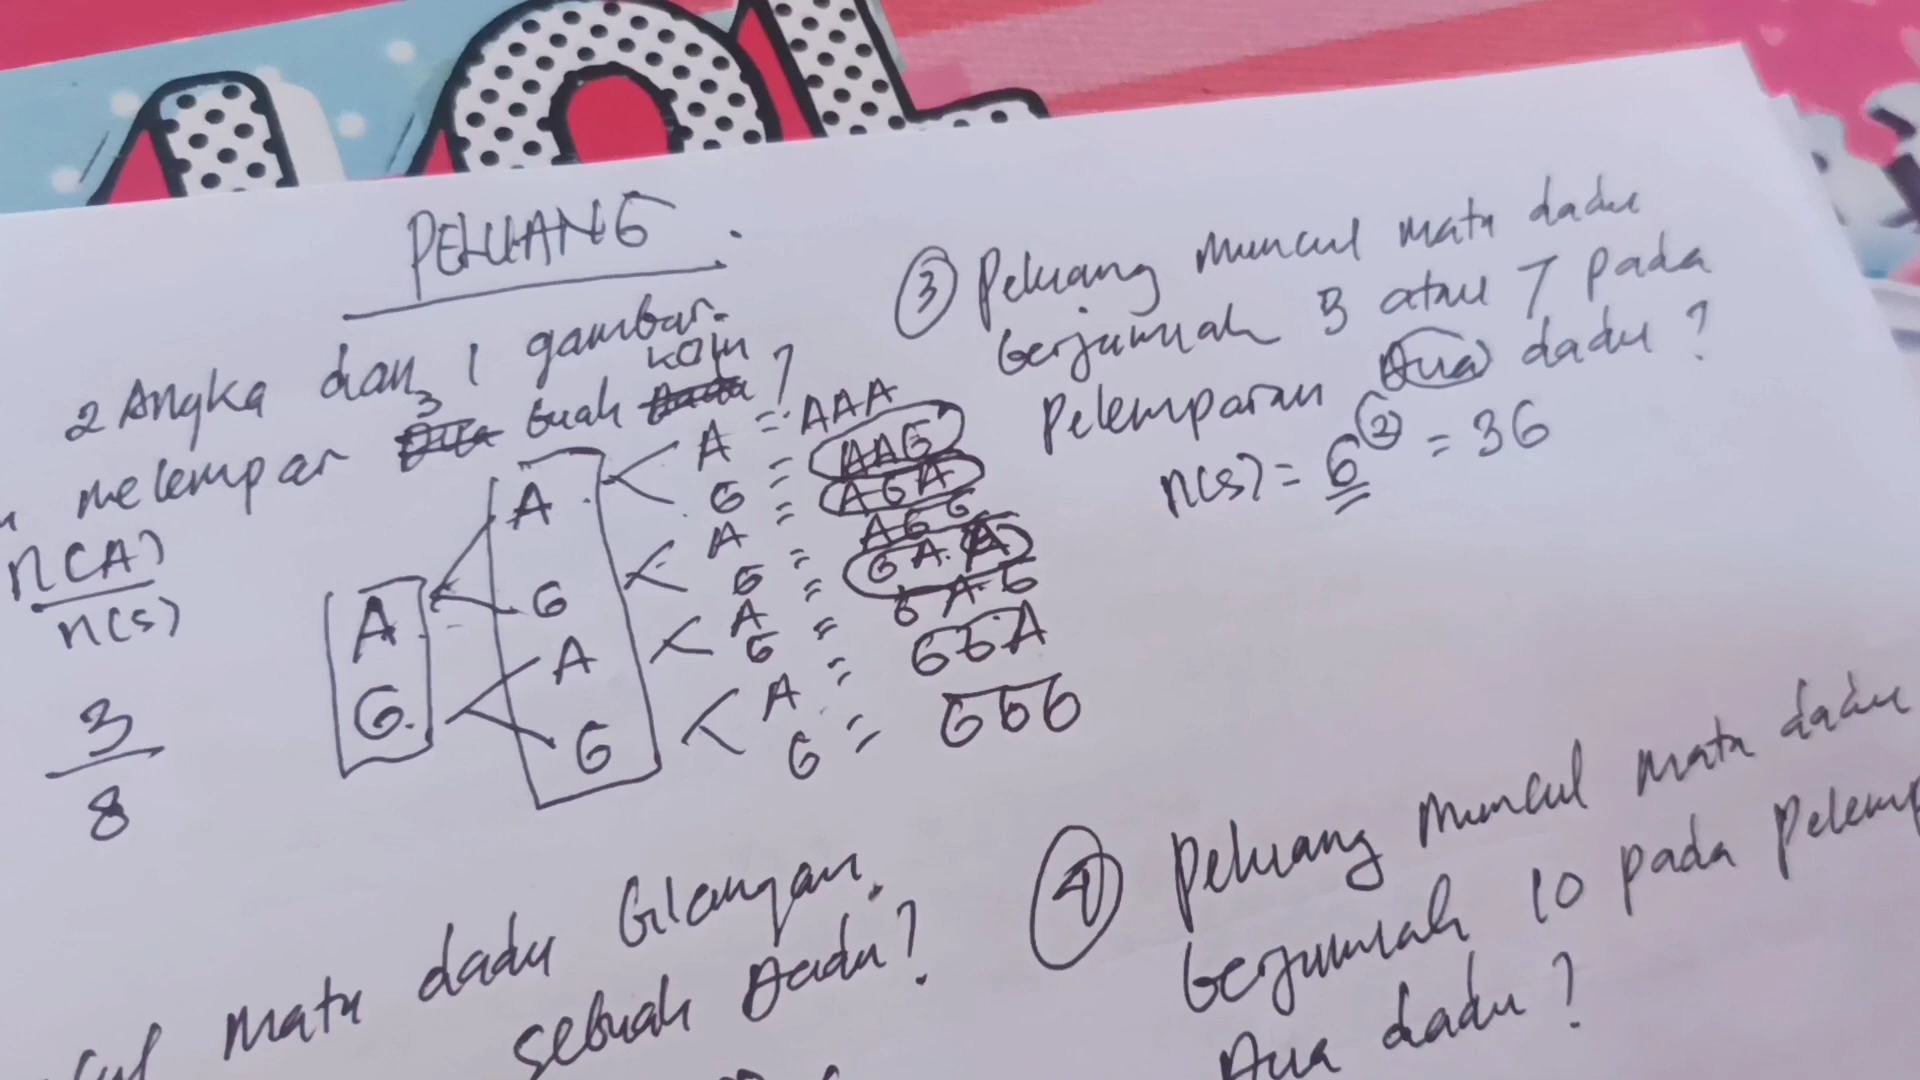 PELUANG
2 Angka dan 1 gambar.
melempar 3 buah koin ?
n(A)
n(s)
3
8
A
G
A
G
A
G
A = AAA
G = AAG
A = AGA
G = AGG
A = GAA
G = GAG
A = GGA
G = GGG
mata dadu bilangan
sebuah dadu?
③ Peluang muncul mata dadu
berjumlah 3 atau 7 pada
Pelemparan dua dadu ?
n(s) = 6² = 36
④ Peluang muncul mata dadu
berjumlah 10 pada Pelemp
dua dadu ?